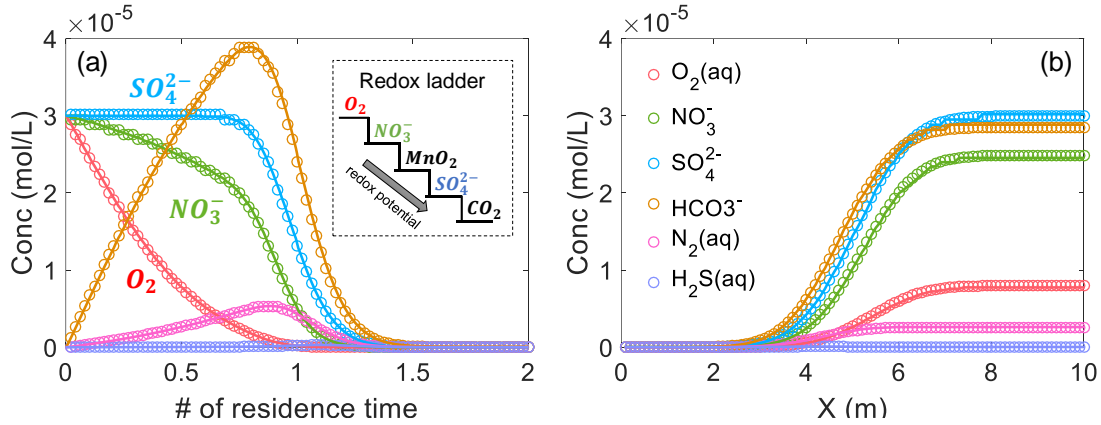 ×10⁻⁵
(a)
4
3
2
1
0
Conc (mol/L)
SO₄²⁻
NO₃⁻
O₂
Redox ladder
O₂
NO₃⁻
MnO₂
SO₄²⁻
CO₂
redox potential
0 0.5 1 1.5 2
# of residence time
×10⁻⁵
(b)
4
3
2
1
0
Conc (mol/L)
O₂(aq)
NO₃⁻
SO₄²⁻
HCO3⁻
N₂(aq)
H₂S(aq)
0 2 4 6 8 10
X (m)